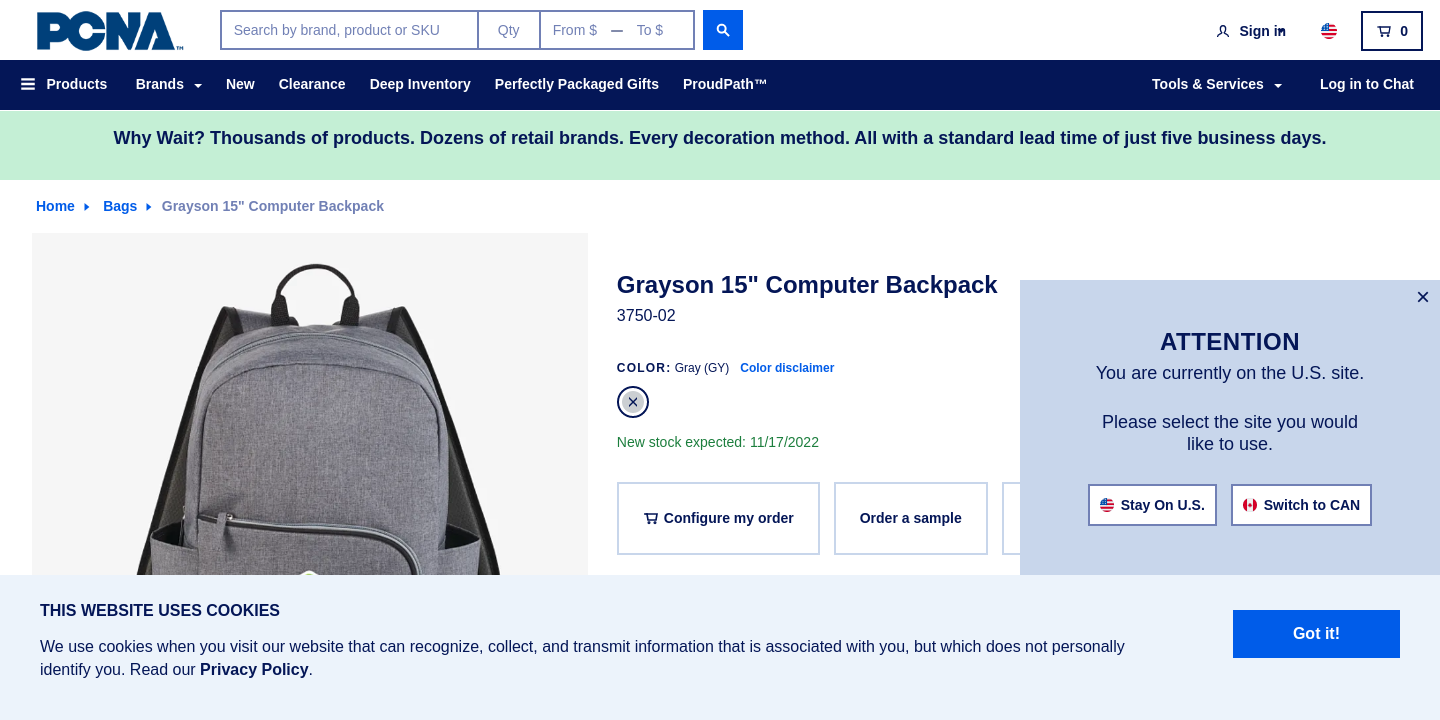 PCNA™
Search by brand, product or SKU
Qty
From $ — To $
Sign in
0
Products
Brands
New
Clearance
Deep Inventory
Perfectly Packaged Gifts
ProudPath™
Tools & Services
Log in to Chat
Why Wait? Thousands of products. Dozens of retail brands. Every decoration method. All with a standard lead time of just five business days.
Home
Bags
Grayson 15" Computer Backpack
Grayson 15" Computer Backpack
3750-02
COLOR: Gray (GY) Color disclaimer
New stock expected: 11/17/2022
Configure my order
Order a sample
ATTENTION
You are currently on the U.S. site.
Please select the site you would
like to use.
Stay On U.S.
Switch to CAN
THIS WEBSITE USES COOKIES
We use cookies when you visit our website that can recognize, collect, and transmit information that is associated with you, but which does not personally
identify you. Read our Privacy Policy.
Got it!